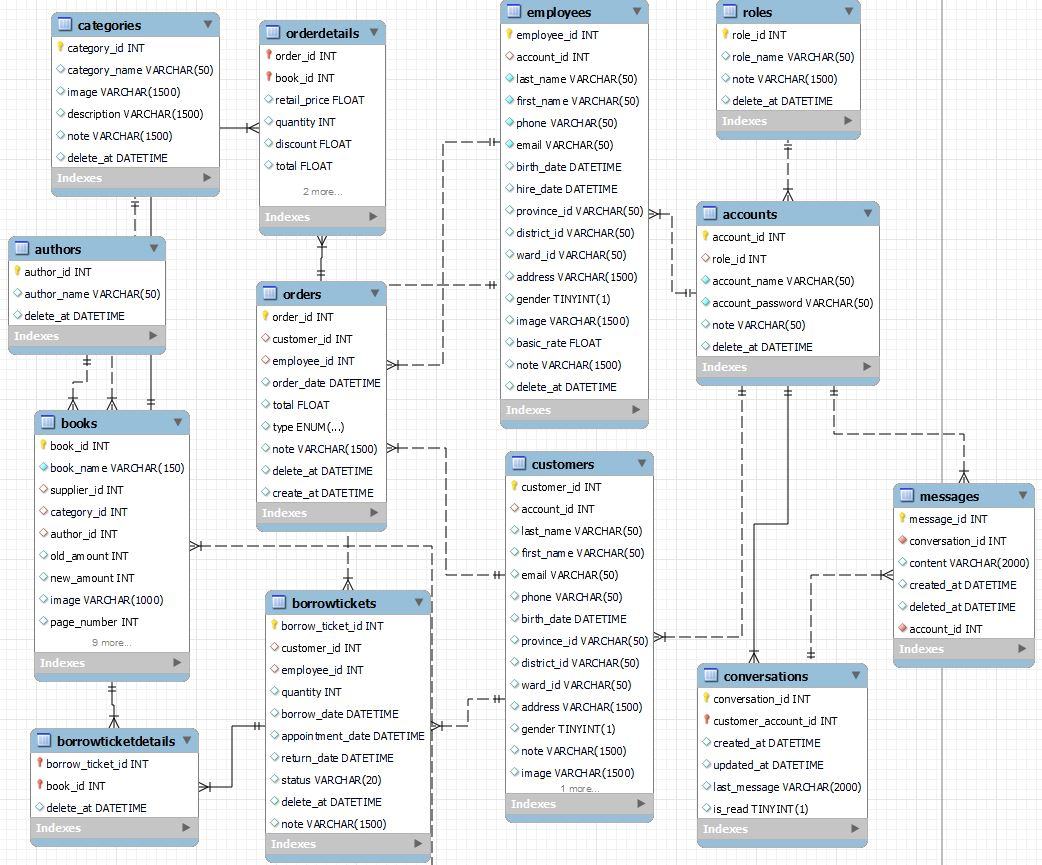 categories
category_id INT
category_name VARCHAR(50)
image VARCHAR(1500)
description VARCHAR(1500)
note VARCHAR(1500)
delete_at DATETIME
Indexes
orderdetails
order_id INT
book_id INT
retail_price FLOAT
quantity INT
discount FLOAT
total FLOAT
2 more...
Indexes
employees
employee_id INT
account_id INT
last_name VARCHAR(50)
first_name VARCHAR(50)
phone VARCHAR(50)
email VARCHAR(50)
birth_date DATETIME
hire_date DATETIME
province_id VARCHAR(50)
district_id VARCHAR(50)
ward_id VARCHAR(50)
address VARCHAR(1500)
gender TINYINT(1)
image VARCHAR(1500)
basic_rate FLOAT
note VARCHAR(1500)
delete_at DATETIME
Indexes
roles
role_id INT
role_name VARCHAR(50)
note VARCHAR(1500)
delete_at DATETIME
Indexes
authors
author_id INT
author_name VARCHAR(50)
delete_at DATETIME
Indexes
orders
order_id INT
customer_id INT
employee_id INT
order_date DATETIME
total FLOAT
type ENUM(...)
note VARCHAR(1500)
delete_at DATETIME
create_at DATETIME
Indexes
accounts
account_id INT
role_id INT
account_name VARCHAR(50)
account_password VARCHAR(50)
note VARCHAR(50)
delete_at DATETIME
Indexes
books
book_id INT
book_name VARCHAR(150)
supplier_id INT
category_id INT
author_id INT
old_amount INT
new_amount INT
image VARCHAR(1000)
page_number INT
9 more...
Indexes
customers
customer_id INT
account_id INT
last_name VARCHAR(50)
first_name VARCHAR(50)
email VARCHAR(50)
phone VARCHAR(50)
birth_date DATETIME
province_id VARCHAR(50)
district_id VARCHAR(50)
ward_id VARCHAR(50)
address VARCHAR(1500)
gender TINYINT(1)
note VARCHAR(1500)
image VARCHAR(1500)
1 more...
Indexes
messages
message_id INT
conversation_id INT
content VARCHAR(2000)
created_at DATETIME
deleted_at DATETIME
account_id INT
Indexes
borrowtickets
borrow_ticket_id INT
customer_id INT
employee_id INT
quantity INT
borrow_date DATETIME
appointment_date DATETIME
return_date DATETIME
status VARCHAR(20)
delete_at DATETIME
note VARCHAR(1500)
Indexes
conversations
conversation_id INT
customer_account_id INT
created_at DATETIME
updated_at DATETIME
last_message VARCHAR(2000)
is_read TINYINT(1)
Indexes
borrowticketdetails
borrow_ticket_id INT
book_id INT
delete_at DATETIME
Indexes